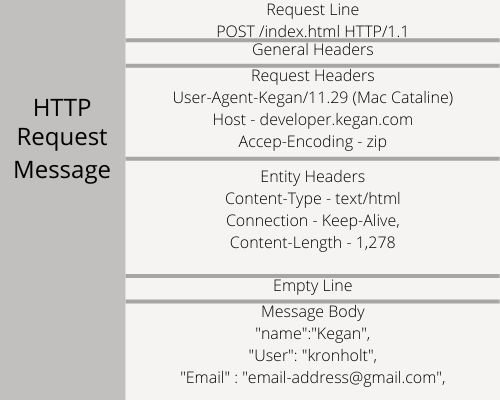 HTTP
Request
Message
Request Line
POST /index.html HTTP/1.1
General Headers
Request Headers
User-Agent-Kegan/11.29 (Mac Cataline)
Host - developer.kegan.com
Accep-Encoding - zip
Entity Headers
Content-Type - text/html
Connection - Keep-Alive,
Content-Length - 1,278
Empty Line
Message Body
"name":"Kegan",
"User": "kronholt",
"Email" : "email-address@gmail.com",